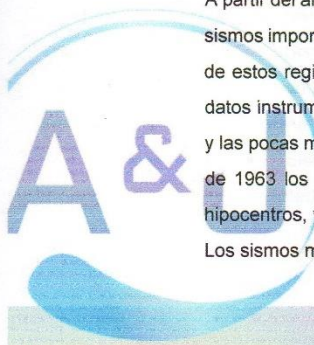 A partir del a
sismos impor
de estos regi
datos instrum
y las pocas m
de 1963 los
hipocentros,
Los sismos m
A & J